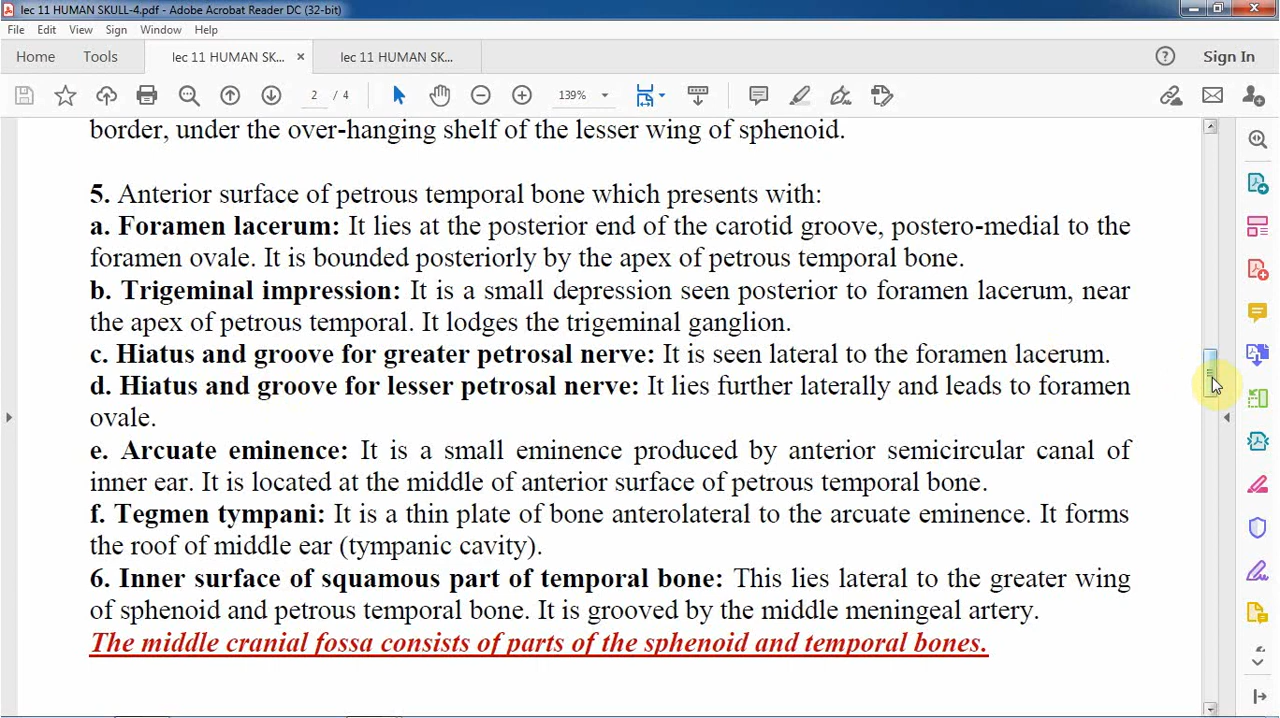 lec 11 HUMAN SKULL-4.pdf - Adobe Acrobat Reader DC (32-bit)
File Edit View Sign Window Help
Home Tools lec 11 HUMAN SK... × lec 11 HUMAN SK... Sign In
2 / 4 139%
border, under the over-hanging shelf of the lesser wing of sphenoid.
5. Anterior surface of petrous temporal bone which presents with:
a. Foramen lacerum: It lies at the posterior end of the carotid groove, postero-medial to the
foramen ovale. It is bounded posteriorly by the apex of petrous temporal bone.
b. Trigeminal impression: It is a small depression seen posterior to foramen lacerum, near
the apex of petrous temporal. It lodges the trigeminal ganglion.
c. Hiatus and groove for greater petrosal nerve: It is seen lateral to the foramen lacerum.
d. Hiatus and groove for lesser petrosal nerve: It lies further laterally and leads to foramen
ovale.
e. Arcuate eminence: It is a small eminence produced by anterior semicircular canal of
inner ear. It is located at the middle of anterior surface of petrous temporal bone.
f. Tegmen tympani: It is a thin plate of bone anterolateral to the arcuate eminence. It forms
the roof of middle ear (tympanic cavity).
6. Inner surface of squamous part of temporal bone: This lies lateral to the greater wing
of sphenoid and petrous temporal bone. It is grooved by the middle meningeal artery.
The middle cranial fossa consists of parts of the sphenoid and temporal bones.